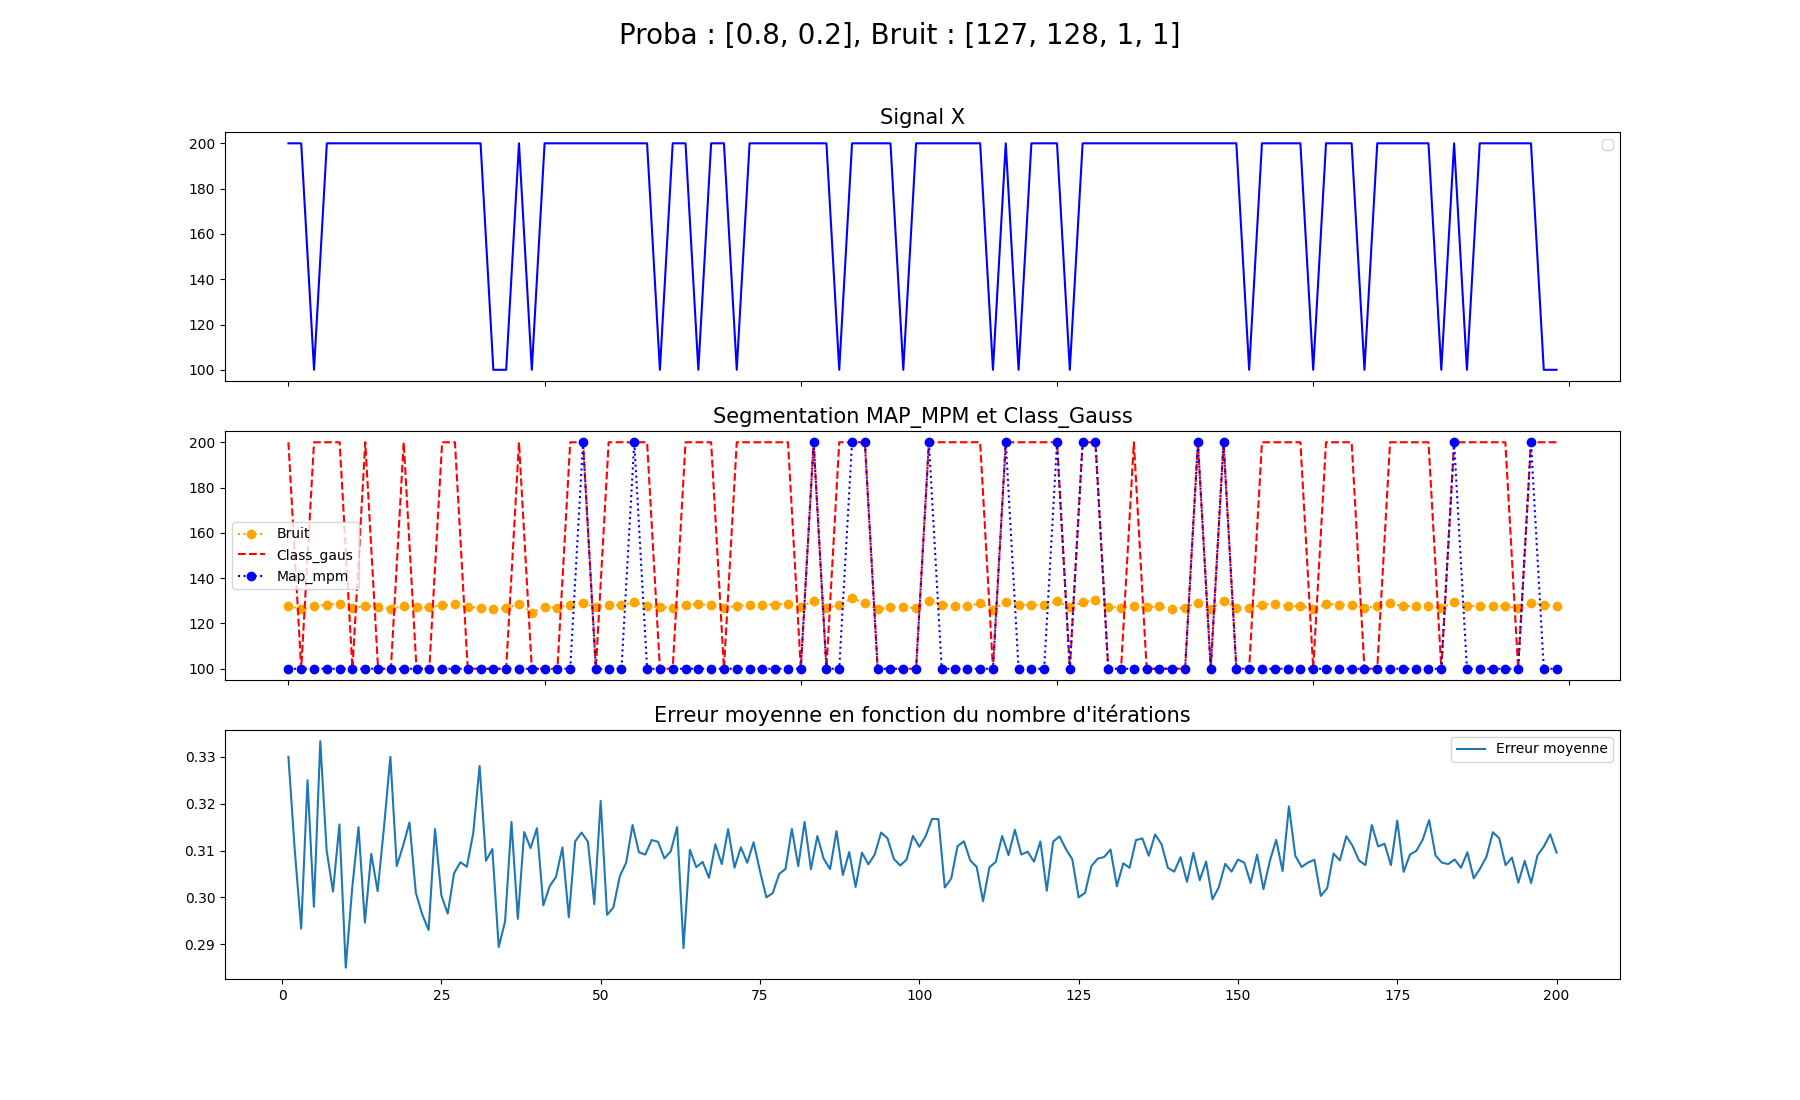 Proba : [0.8, 0.2], Bruit : [127, 128, 1, 1]
Signal X
200
180
160
140
120
100
Segmentation MAP_MPM et Class_Gauss
200
180
160
140
120
100
Bruit
Class_gaus
Map_mpm
Erreur moyenne en fonction du nombre d'itérations
0.33
0.32
0.31
0.30
0.29
Erreur moyenne
0 25 50 75 100 125 150 175 200